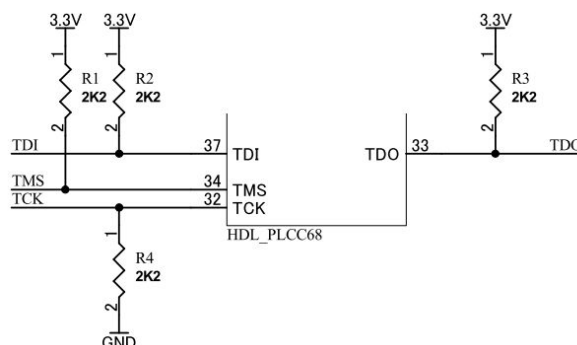 3.3V 3.3V 3.3V
1 1 1
R1 R2 R3
2K2 2K2 2K2
2 2 2
TDI 37 TDI TDO 33 TDO
TMS 34 TMS
TCK 32 TCK
HDL_PLCC68
1
R4
2K2
2
GND